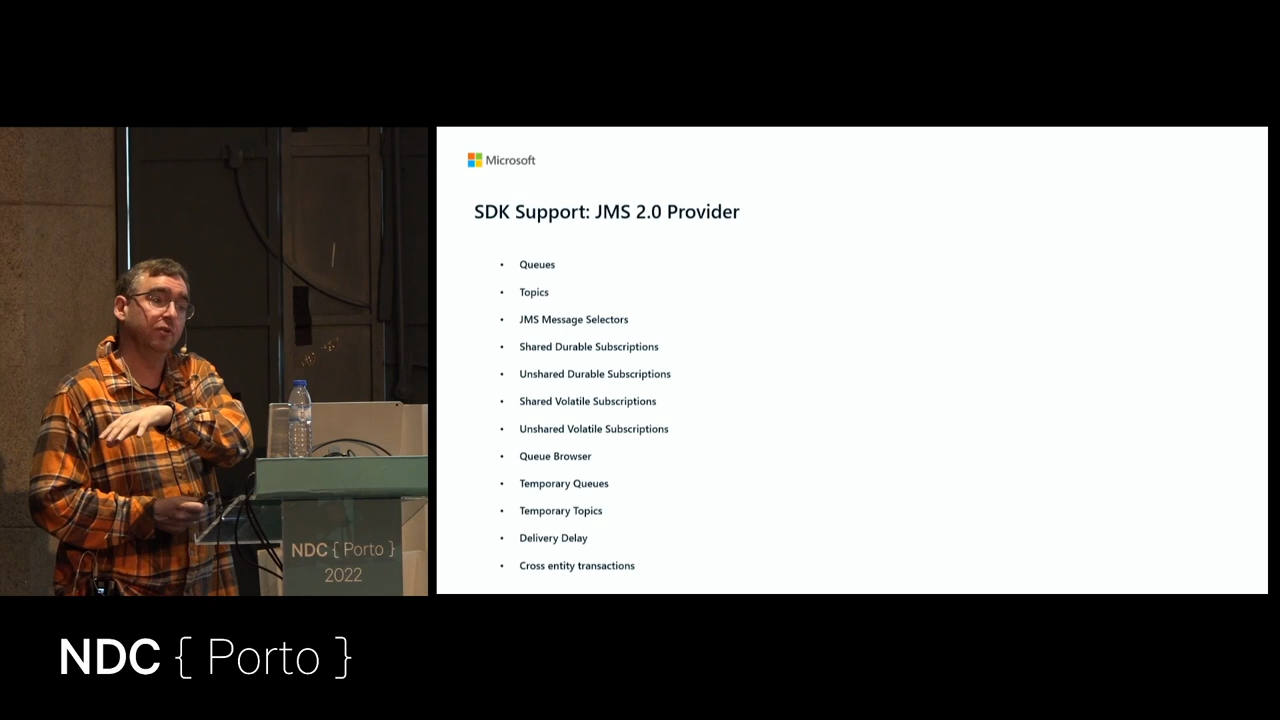 Microsoft
SDK Support: JMS 2.0 Provider
• Queues
• Topics
• JMS Message Selectors
• Shared Durable Subscriptions
• Unshared Durable Subscriptions
• Shared Volatile Subscriptions
• Unshared Volatile Subscriptions
• Queue Browser
• Temporary Queues
• Temporary Topics
• Delivery Delay
• Cross entity transactions
NDC { Porto }
2022
NDC { Porto }